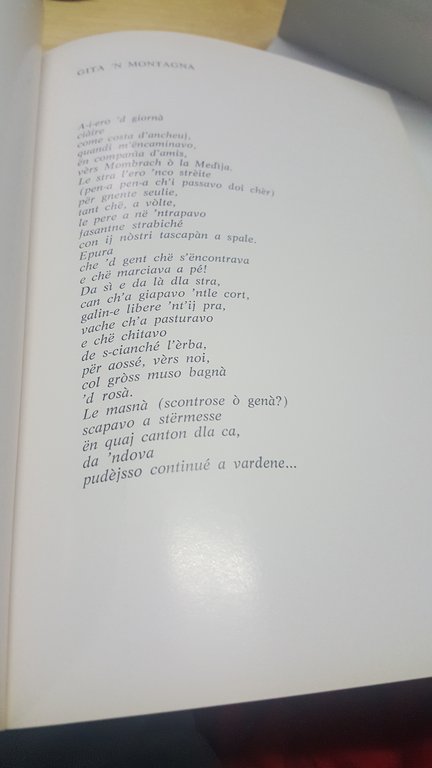 GITA 'N MONTAGNA
A-i-ero 'd giornà
ciàire
come costa d'ancheuj,
quandi m'ëncaminavo,
ën companìa d'amis,
vèrs Mombrach ò la Medìja.
Le stra l'ero 'nco strèite
(pen-a pen-a ch'i passavo doi chèr)
për gnente seulie,
tant chë, a vòlte,
le pere a në 'ntrapavo
fasantne strabiché
con ij nòstri tascapàn a spale.
Epura
che 'd gent chë s'ëncontrava
e chë marciava a pé!
Da sì e da là dla stra,
can ch'a giapavo 'ntle cort,
galin-e libere 'nt'ij pra,
vache ch'a pasturavo
e chë chitavo
de s-cianché l'èrba,
për aossé, vèrs noi,
col gròss muso bagnà
'd rosà.
Le masnà (scontrose ò genà?)
scapavo a stërmesse
ën quaj canton dla ca,
da 'ndova
pudèjsso continué a vardene...